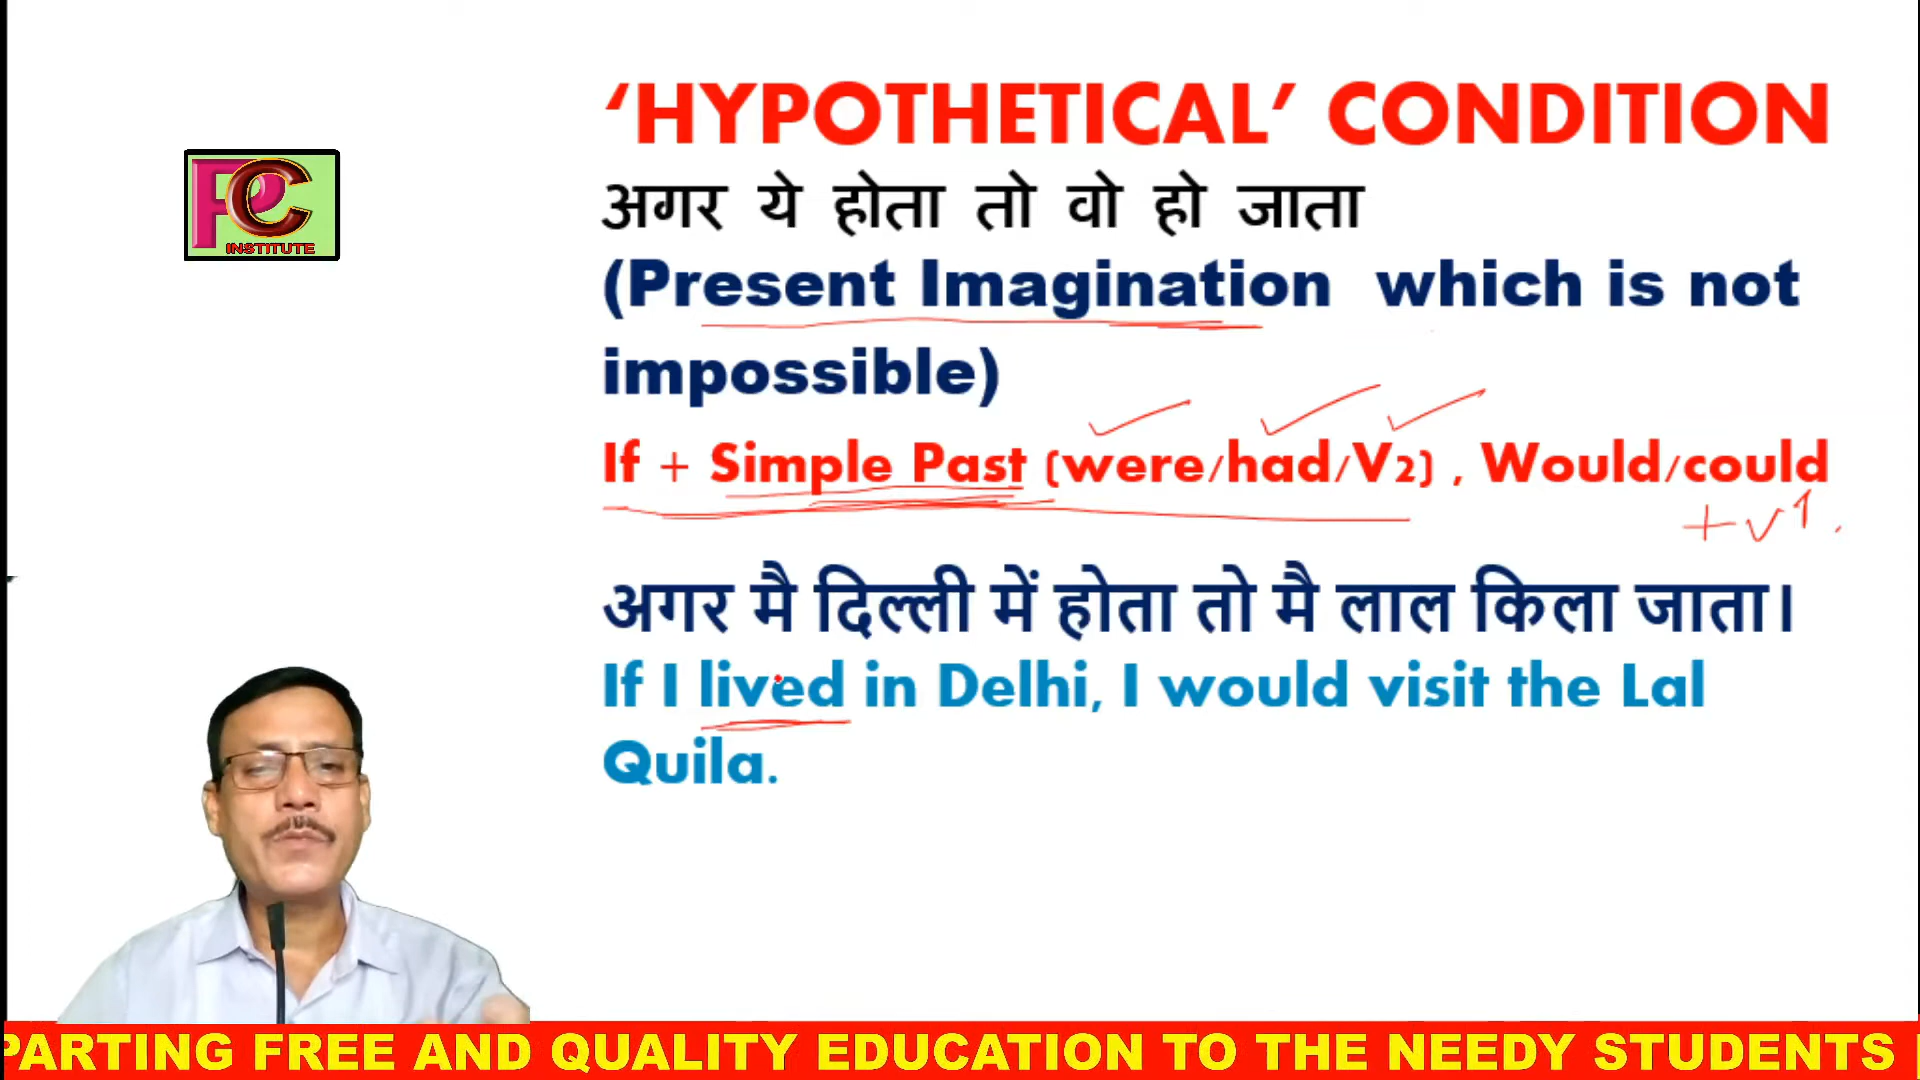 ‘HYPOTHETICAL’ CONDITION
अगर ये होता तो वो हो जाता
(Present Imagination which is not
impossible)
If + Simple Past (were/had/V2) , Would/could
+v1.
अगर मै दिल्ली में होता तो मै लाल किला जाता।
If I lived in Delhi, I would visit the Lal
Quila.
PC
INSTITUTE
PARTING FREE AND QUALITY EDUCATION TO THE NEEDY STUDENTS